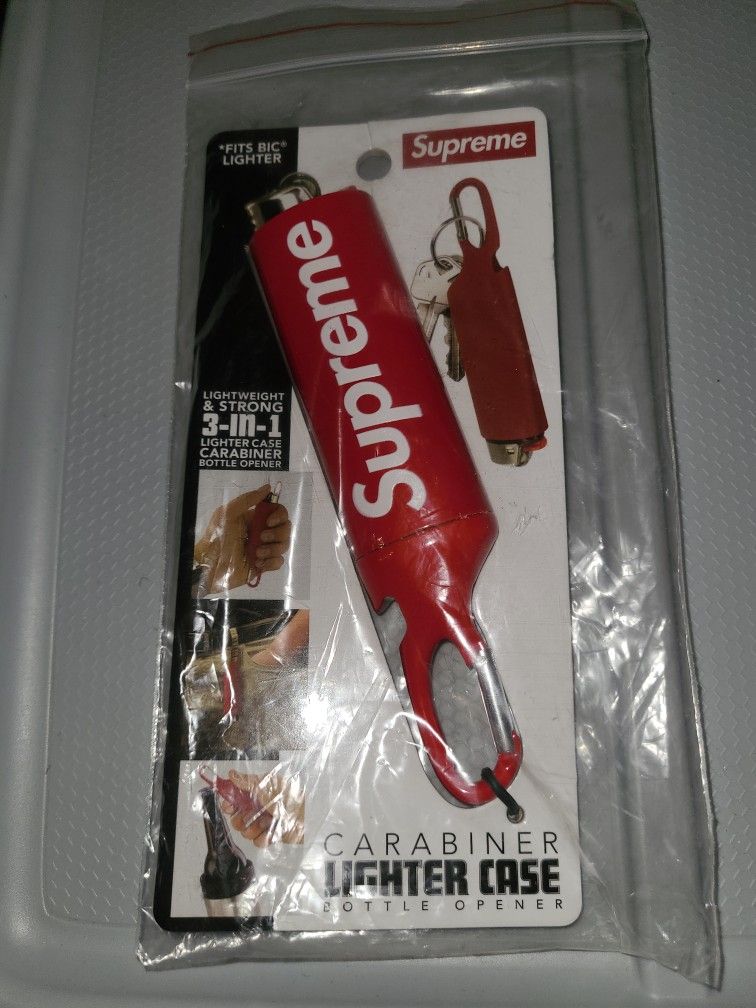 *FITS BIC®
LIGHTER
Supreme
Supreme
LIGHTWEIGHT
& STRONG
3-IN-1
LIGHTER CASE
CARABINER
BOTTLE OPENER
CARABINER
LIGHTER CASE
BOTTLE OPENER